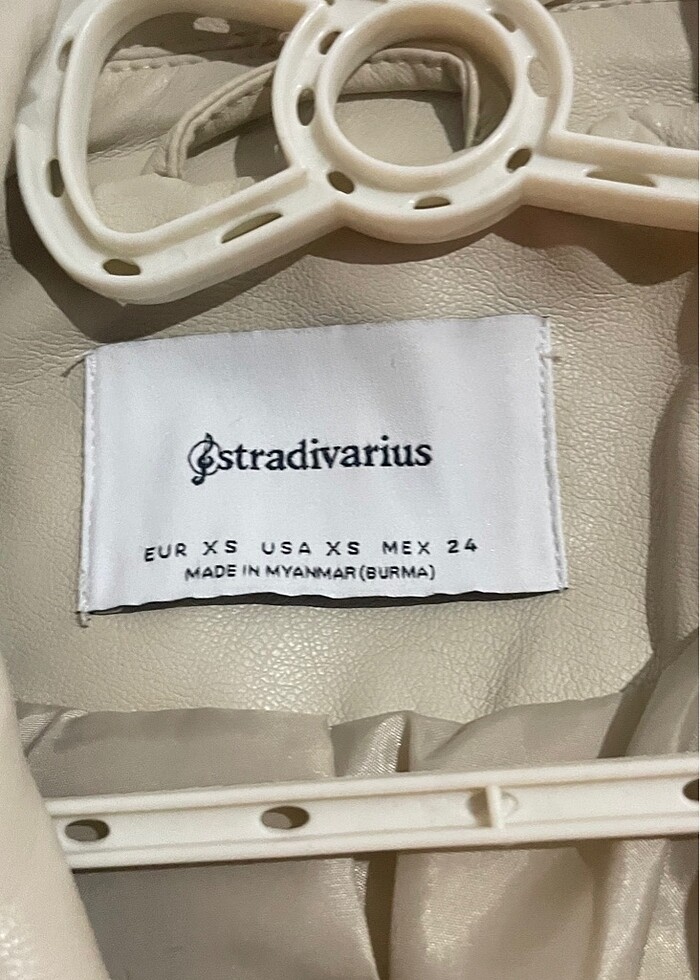 stradivarius
EUR XS USA XS MEX 24
MADE IN MYANMAR (BURMA)